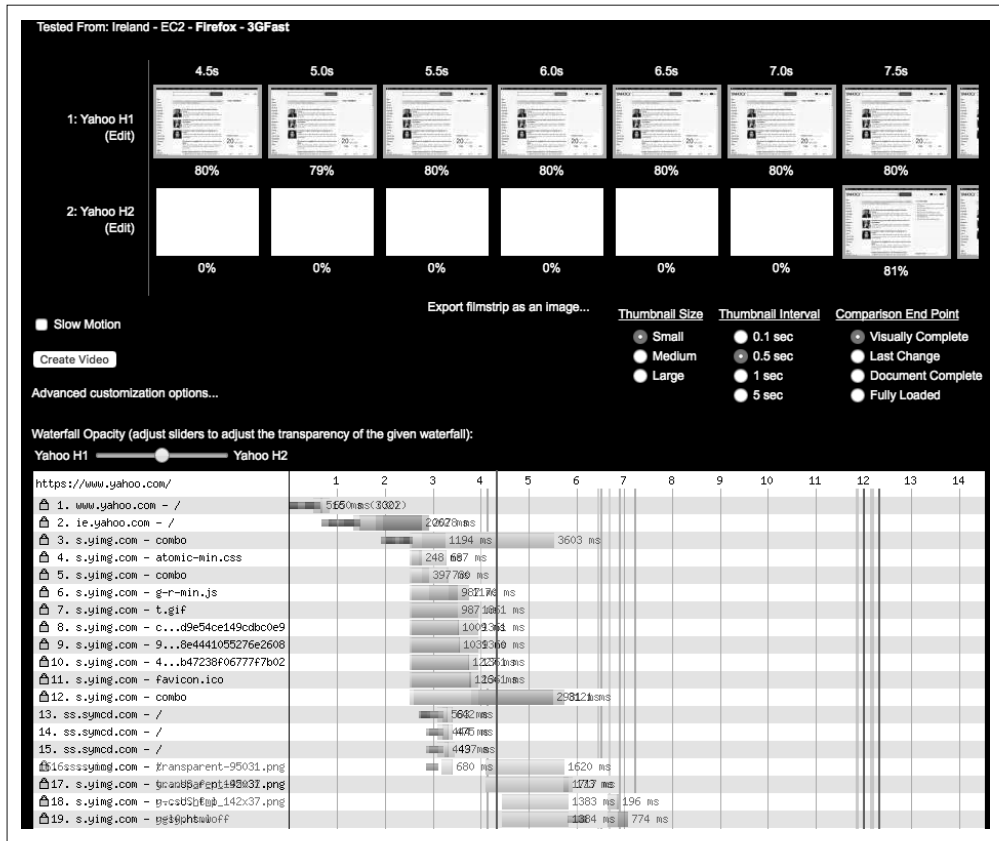 Tested From: Ireland - EC2 - Firefox - 3GFast
4.5s 5.0s 5.5s 6.0s 6.5s 7.0s 7.5s
1: Yahoo H1
(Edit)
80% 79% 80% 80% 80% 80% 80%
2: Yahoo H2
(Edit)
0% 0% 0% 0% 0% 0% 81%
Export filmstrip as an image...
Slow Motion
Create Video
Advanced customization options...
Thumbnail Size Thumbnail Interval Comparison End Point
Small 0.1 sec Visually Complete
Medium 0.5 sec Last Change
Large 1 sec Document Complete
5 sec Fully Loaded
Waterfall Opacity (adjust sliders to adjust the transparency of the given waterfall):
Yahoo H1 Yahoo H2
https://www.yahoo.com/ 1 2 3 4 5 6 7 8 9 10 11 12 13 14
1. www.yahoo.com - /
2. ie.yahoo.com - /
3. s.yimg.com - combo 1194 ms 3603 ms
4. s.yimg.com - atomic-min.css 248 ms
5. s.yimg.com - combo 397
6. s.yimg.com - g-r-min.js
7. s.yimg.com - t.gif 987
8. s.yimg.com - c...d9e54ce149cdbc0e9
9. s.yimg.com - 9...8e4441055276e2608
10. s.yimg.com - 4...b47238f06777f7b02
11. s.yimg.com - favicon.ico
12. s.yimg.com - combo
13. ss.symcd.com - /
14. ss.symcd.com - /
15. ss.symcd.com - /
680 ms 1620 ms
17. s.yimg.com -
18. s.yimg.com - 1383 ms 196 ms
19. s.yimg.com - 774 ms